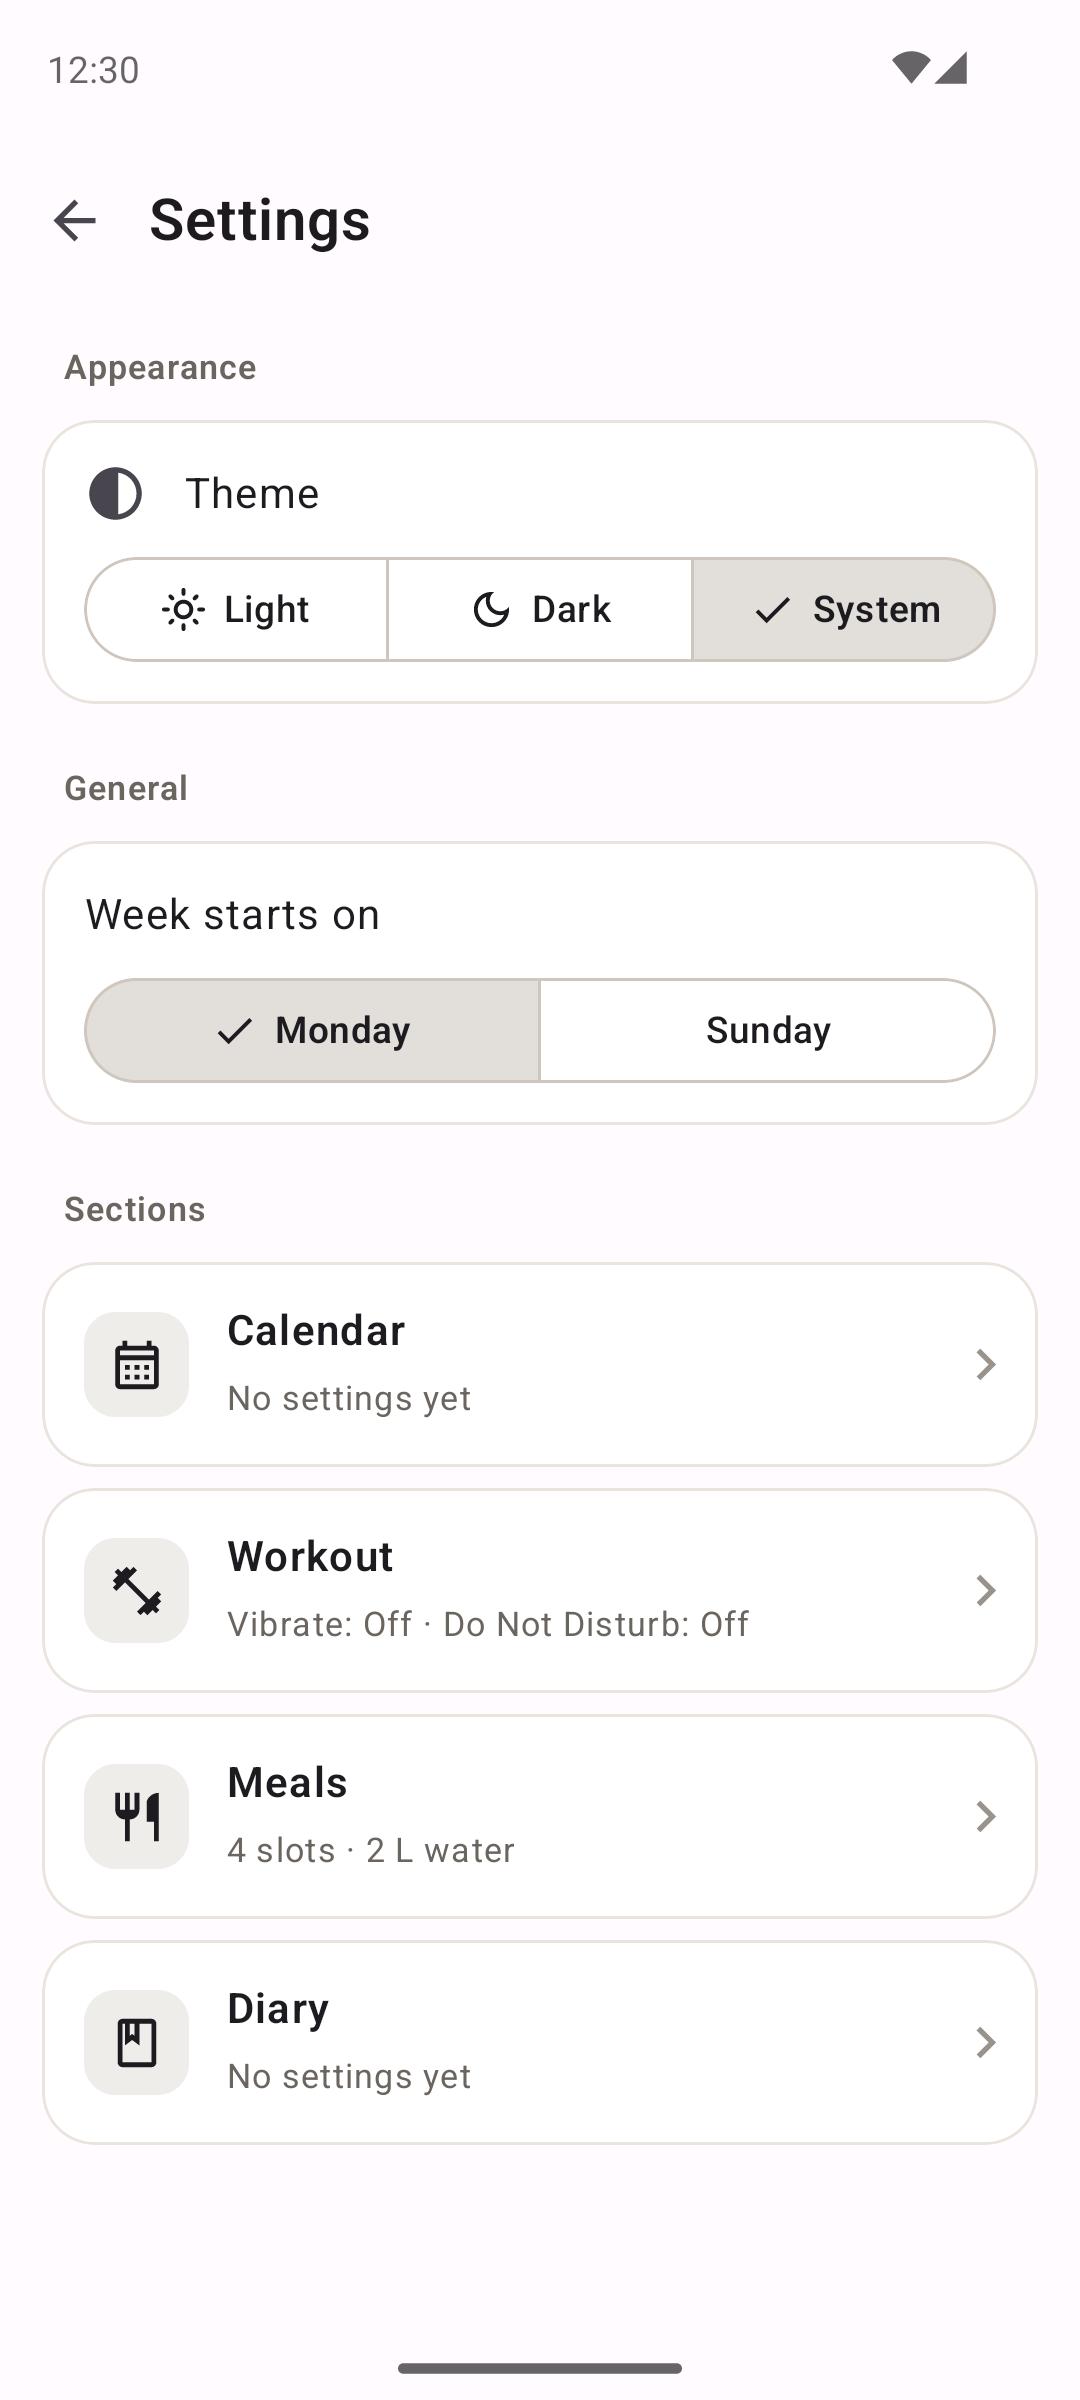 12:30
Settings
Appearance
Theme
Light
Dark
System
General
Week starts on
Monday
Sunday
Sections
Calendar
No settings yet
Workout
Vibrate: Off · Do Not Disturb: Off
Meals
4 slots · 2 L water
Diary
No settings yet